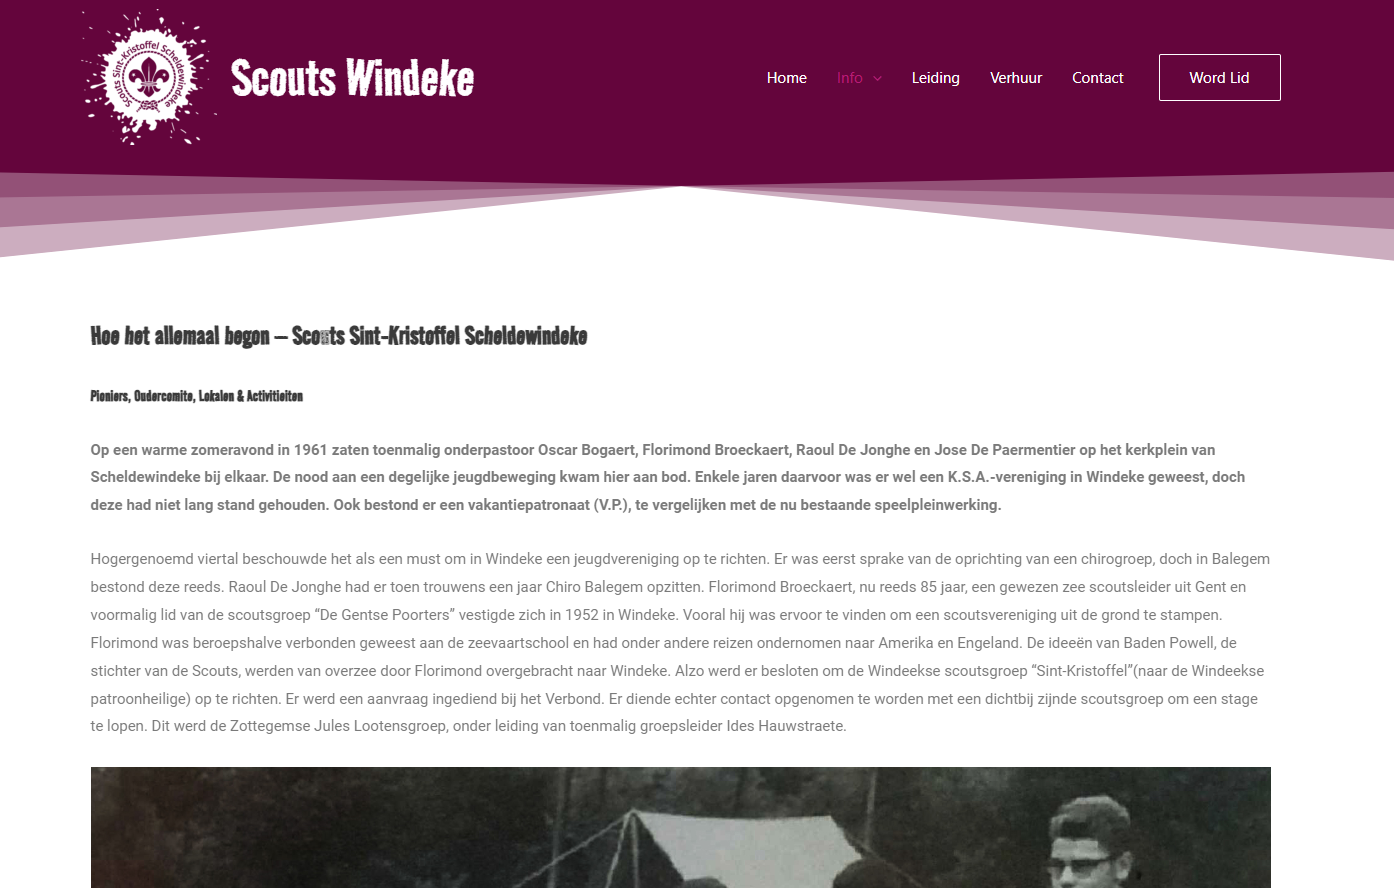 Scouts Sint-Kristoffel Scheldewindeke
Scouts Windeke
Home
Info
Leiding
Verhuur
Contact
Word Lid
Hoe het allemaal begon – Scouts Sint-Kristoffel Scheldewindeke
Pioniers, Oudercomite, Lokalen & Activitieiten
Op een warme zomeravond in 1961 zaten toenmalig onderpastoor Oscar Bogaert, Florimond Broeckaert, Raoul De Jonghe en Jose De Paermentier op het kerkplein van
Scheldewindeke bij elkaar. De nood aan een degelijke jeugdbeweging kwam hier aan bod. Enkele jaren daarvoor was er wel een K.S.A.-vereniging in Windeke geweest, doch
deze had niet lang stand gehouden. Ook bestond er een vakantiepatronaat (V.P.), te vergelijken met de nu bestaande speelpleinwerking.
Hogergenoemd viertal beschouwde het als een must om in Windeke een jeugdvereniging op te richten. Er was eerst sprake van de oprichting van een chirogroep, doch in Balegem
bestond deze reeds. Raoul De Jonghe had er toen trouwens een jaar Chiro Balegem opzitten. Florimond Broeckaert, nu reeds 85 jaar, een gewezen zee scoutsleider uit Gent en
voormalig lid van de scoutsgroep “De Gentse Poorters” vestigde zich in 1952 in Windeke. Vooral hij was ervoor te vinden om een scoutsvereniging uit de grond te stampen.
Florimond was beroepshalve verbonden geweest aan de zeevaartschool en had onder andere reizen ondernomen naar Amerika en Engeland. De ideeën van Baden Powell, de
stichter van de Scouts, werden van overzee door Florimond overgebracht naar Windeke. Alzo werd er besloten om de Windeekse scoutsgroep “Sint-Kristoffel”(naar de Windeekse
patroonheilige) op te richten. Er werd een aanvraag ingediend bij het Verbond. Er diende echter contact opgenomen te worden met een dichtbij zijnde scoutsgroep om een stage
te lopen. Dit werd de Zottegemse Jules Lootensgroep, onder leiding van toenmalig groepsleider Ides Hauwstraete.